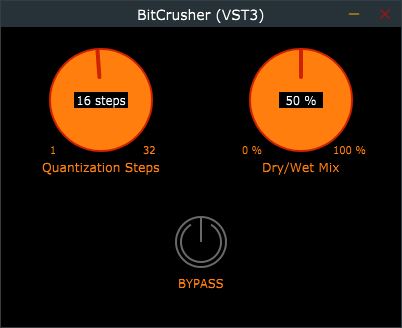 BitCrusher (VST3)
16 steps
50 %
1
32
0 %
100 %
Quantization Steps
Dry/Wet Mix
BYPASS